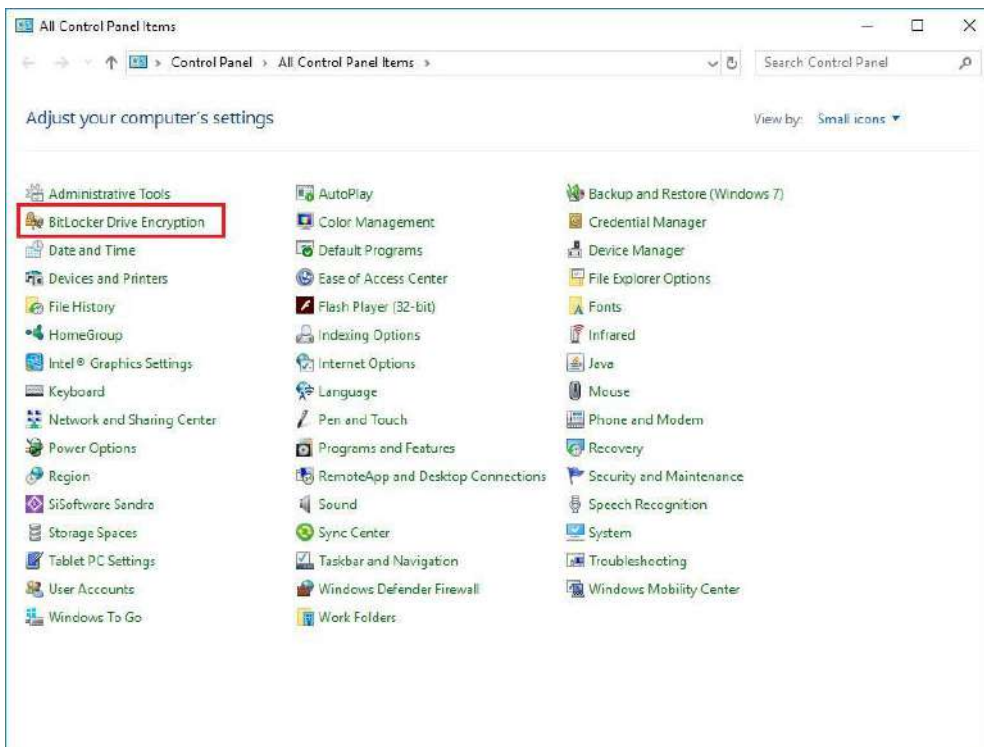 All Control Panel Items
Control Panel > All Control Panel Items >
Search Control Panel
Adjust your computer's settings
View by: Small icons
Administrative Tools
AutoPlay
Backup and Restore (Windows 7)
BitLocker Drive Encryption
Color Management
Credential Manager
Date and Time
Default Programs
Device Manager
Devices and Printers
Ease of Access Center
File Explorer Options
File History
Flash Player (32-bit)
Fonts
HomeGroup
Indexing Options
Infrared
Intel® Graphics Settings
Internet Options
Java
Keyboard
Language
Mouse
Network and Sharing Center
Pen and Touch
Phone and Modem
Power Options
Programs and Features
Recovery
Region
RemoteApp and Desktop Connections
Security and Maintenance
SiSoftware Sandra
Sound
Speech Recognition
Storage Spaces
Sync Center
System
Tablet PC Settings
Taskbar and Navigation
Troubleshooting
User Accounts
Windows Defender Firewall
Windows Mobility Center
Windows To Go
Work Folders